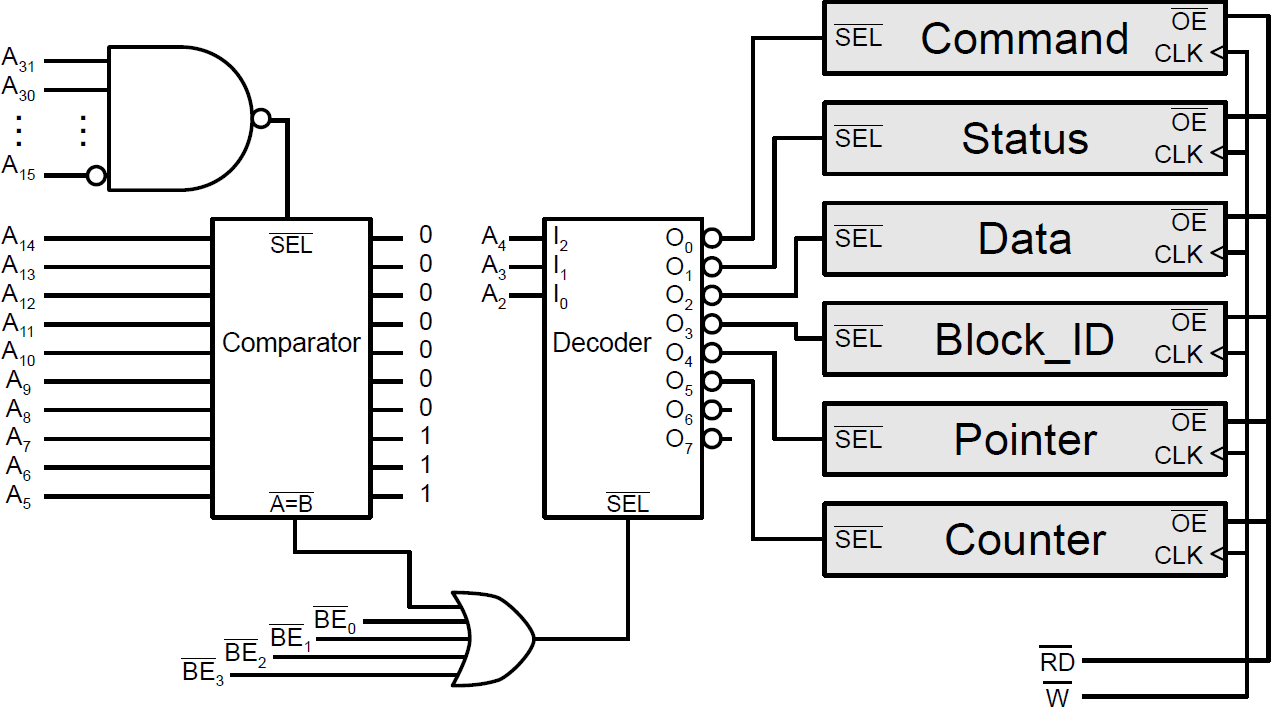 A31
A30
A15
A14
A13
A12
A11
A10
A9
A8
A7
A6
A5
SEL
Comparator
A=B
0
0
0
0
0
0
0
1
1
1
BE0
BE1
BE2
BE3
A4
A3
A2
I2
I1
I0
Decoder
SEL
O0
O1
O2
O3
O4
O5
O6
O7
SEL Command OE
CLK
SEL Status OE
CLK
SEL Data OE
CLK
SEL Block_ID OE
CLK
SEL Pointer OE
CLK
SEL Counter OE
CLK
RD
W